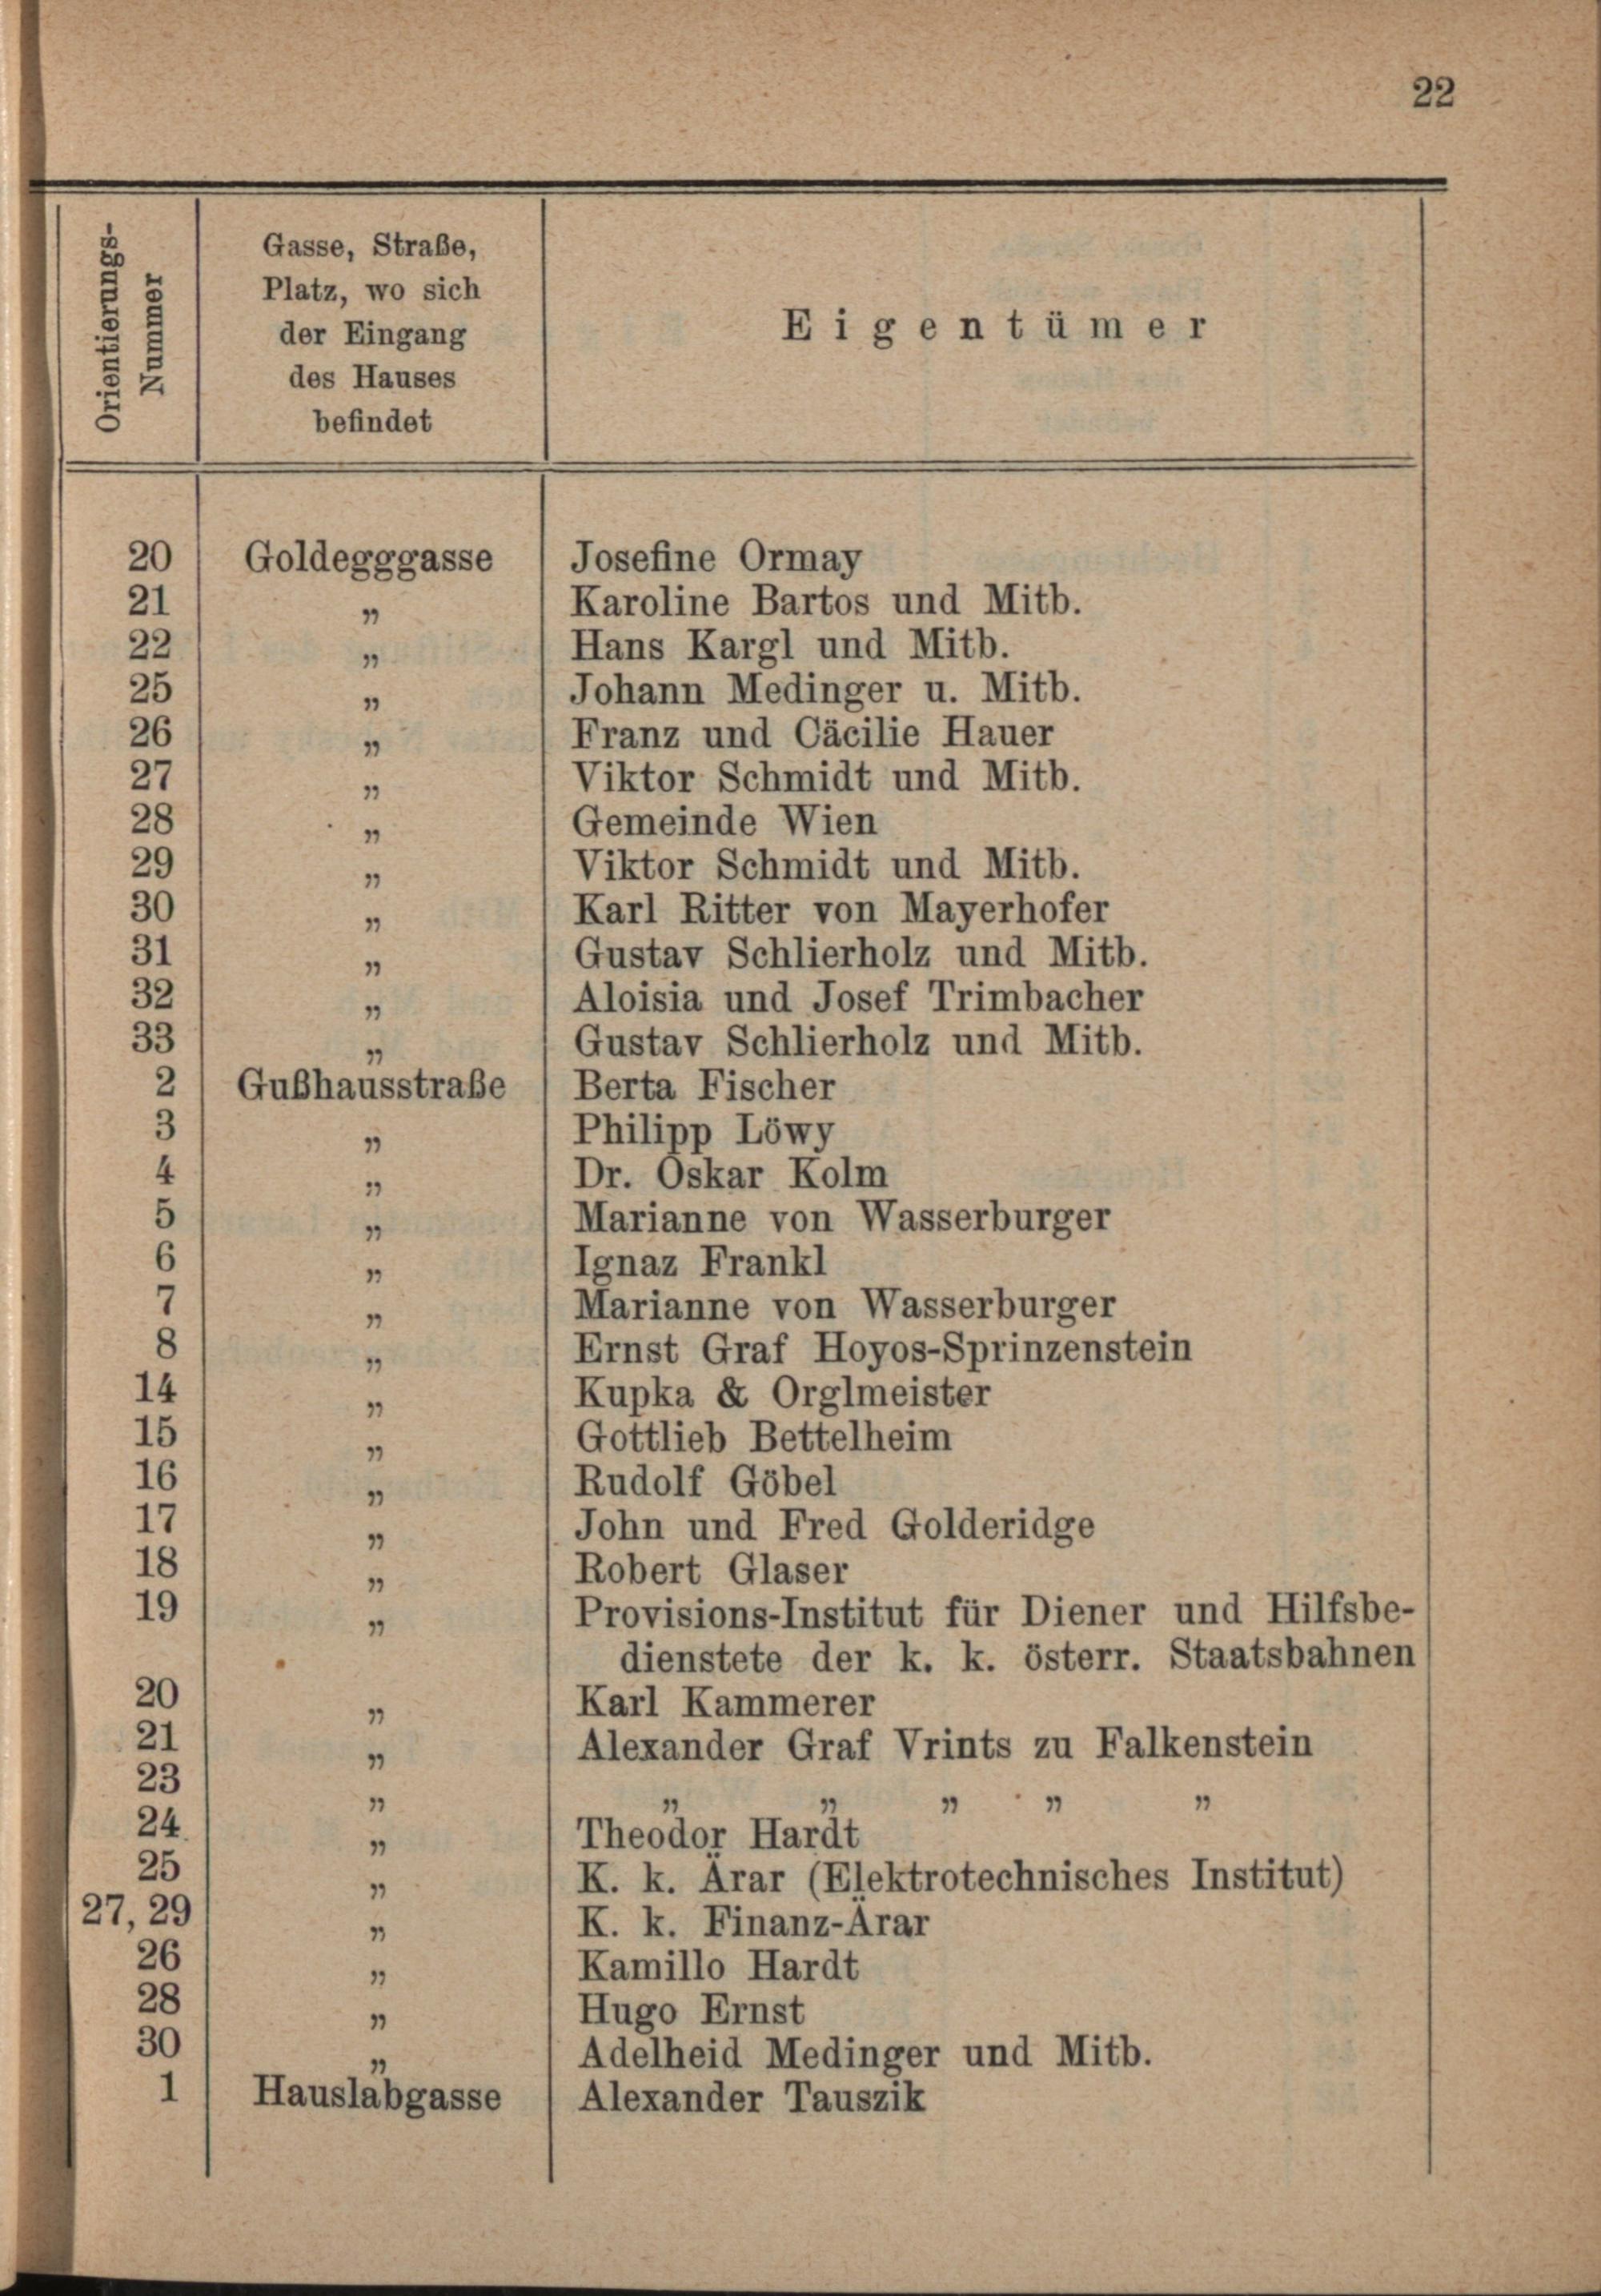 22
Orientierungs-
Nummer
Gasse, Straße,
Platz, wo sich
der Eingang
des Hauses
befindet
Eigentümer
20 Goldegggasse Josefine Ormay
21 " Karoline Bartos und Mitb.
22 " Hans Kargl und Mitb.
25 " Johann Medinger u. Mitb.
26 " Franz und Cäcilie Hauer
27 " Viktor Schmidt und Mitb.
28 " Gemeinde Wien
29 " Viktor Schmidt und Mitb.
30 " Karl Ritter von Mayerhofer
31 " Gustav Schlierholz und Mitb.
32 " Aloisia und Josef Trimbacher
33 " Gustav Schlierholz und Mitb.
2 Gußhausstraße Berta Fischer
3 " Philipp Löwy
4 " Dr. Oskar Kolm
5 " Marianne von Wasserburger
6 " Ignaz Frankl
7 " Marianne von Wasserburger
8 " Ernst Graf Hoyos-Sprinzenstein
14 " Kupka & Orglmeister
15 " Gottlieb Bettelheim
16 " Rudolf Göbel
17 " John und Fred Golderidge
18 " Robert Glaser
19 " Provisions-Institut für Diener und Hilfsbe-
dienstete der k. k. österr. Staatsbahnen
20 " Karl Kammerer
21 " Alexander Graf Vrints zu Falkenstein
23 " " " " " "
24 " Theodor Hardt
25 " K. k. Ärar (Elektrotechnisches Institut)
27, 29 " K. k. Finanz-Ärar
26 " Kamillo Hardt
28 " Hugo Ernst
30 " Adelheid Medinger und Mitb.
1 Hauslabgasse Alexander Tauszik